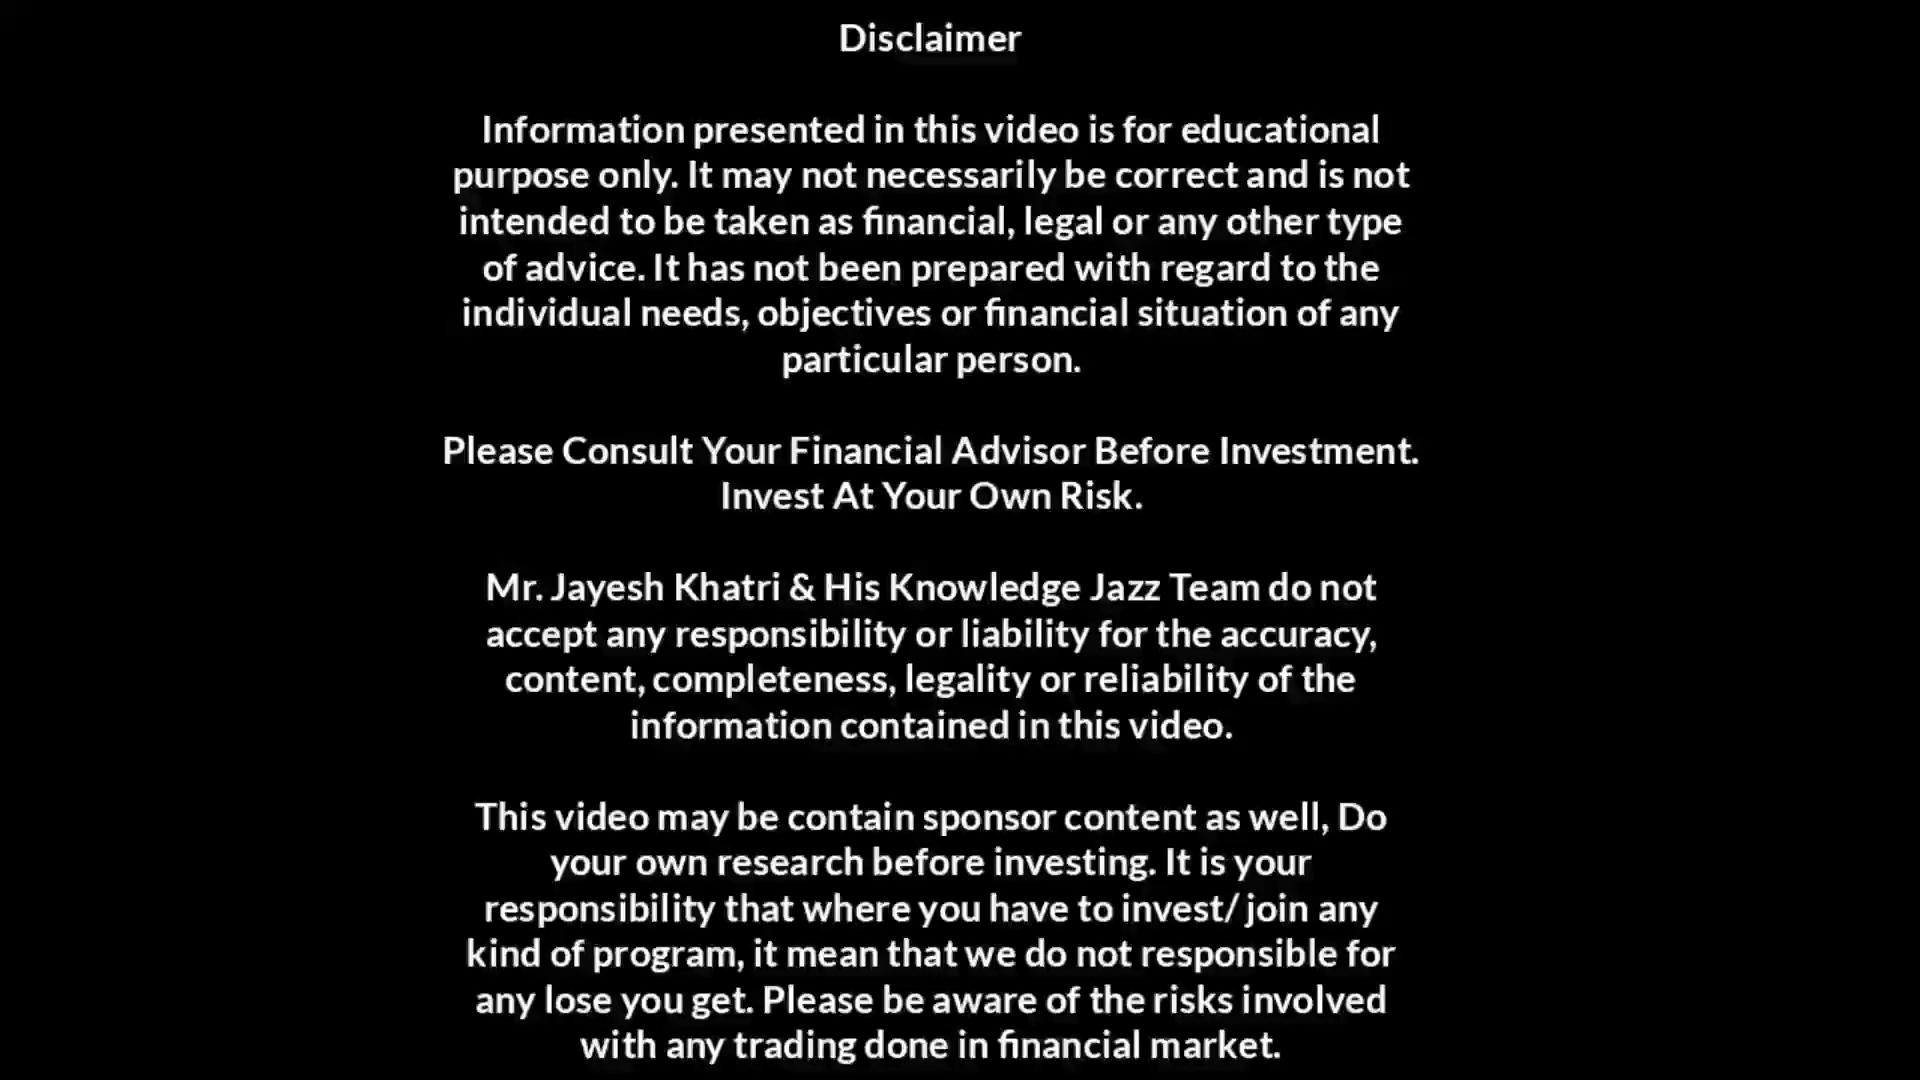 Disclaimer
Information presented in this video is for educational
purpose only. It may not necessarily be correct and is not
intended to be taken as financial, legal or any other type
of advice. It has not been prepared with regard to the
individual needs, objectives or financial situation of any
particular person.
Please Consult Your Financial Advisor Before Investment.
Invest At Your Own Risk.
Mr. Jayesh Khatri & His Knowledge Jazz Team do not
accept any responsibility or liability for the accuracy,
content, completeness, legality or reliability of the
information contained in this video.
This video may be contain sponsor content as well, Do
your own research before investing. It is your
responsibility that where you have to invest/ join any
kind of program, it mean that we do not responsible for
any lose you get. Please be aware of the risks involved
with any trading done in financial market.